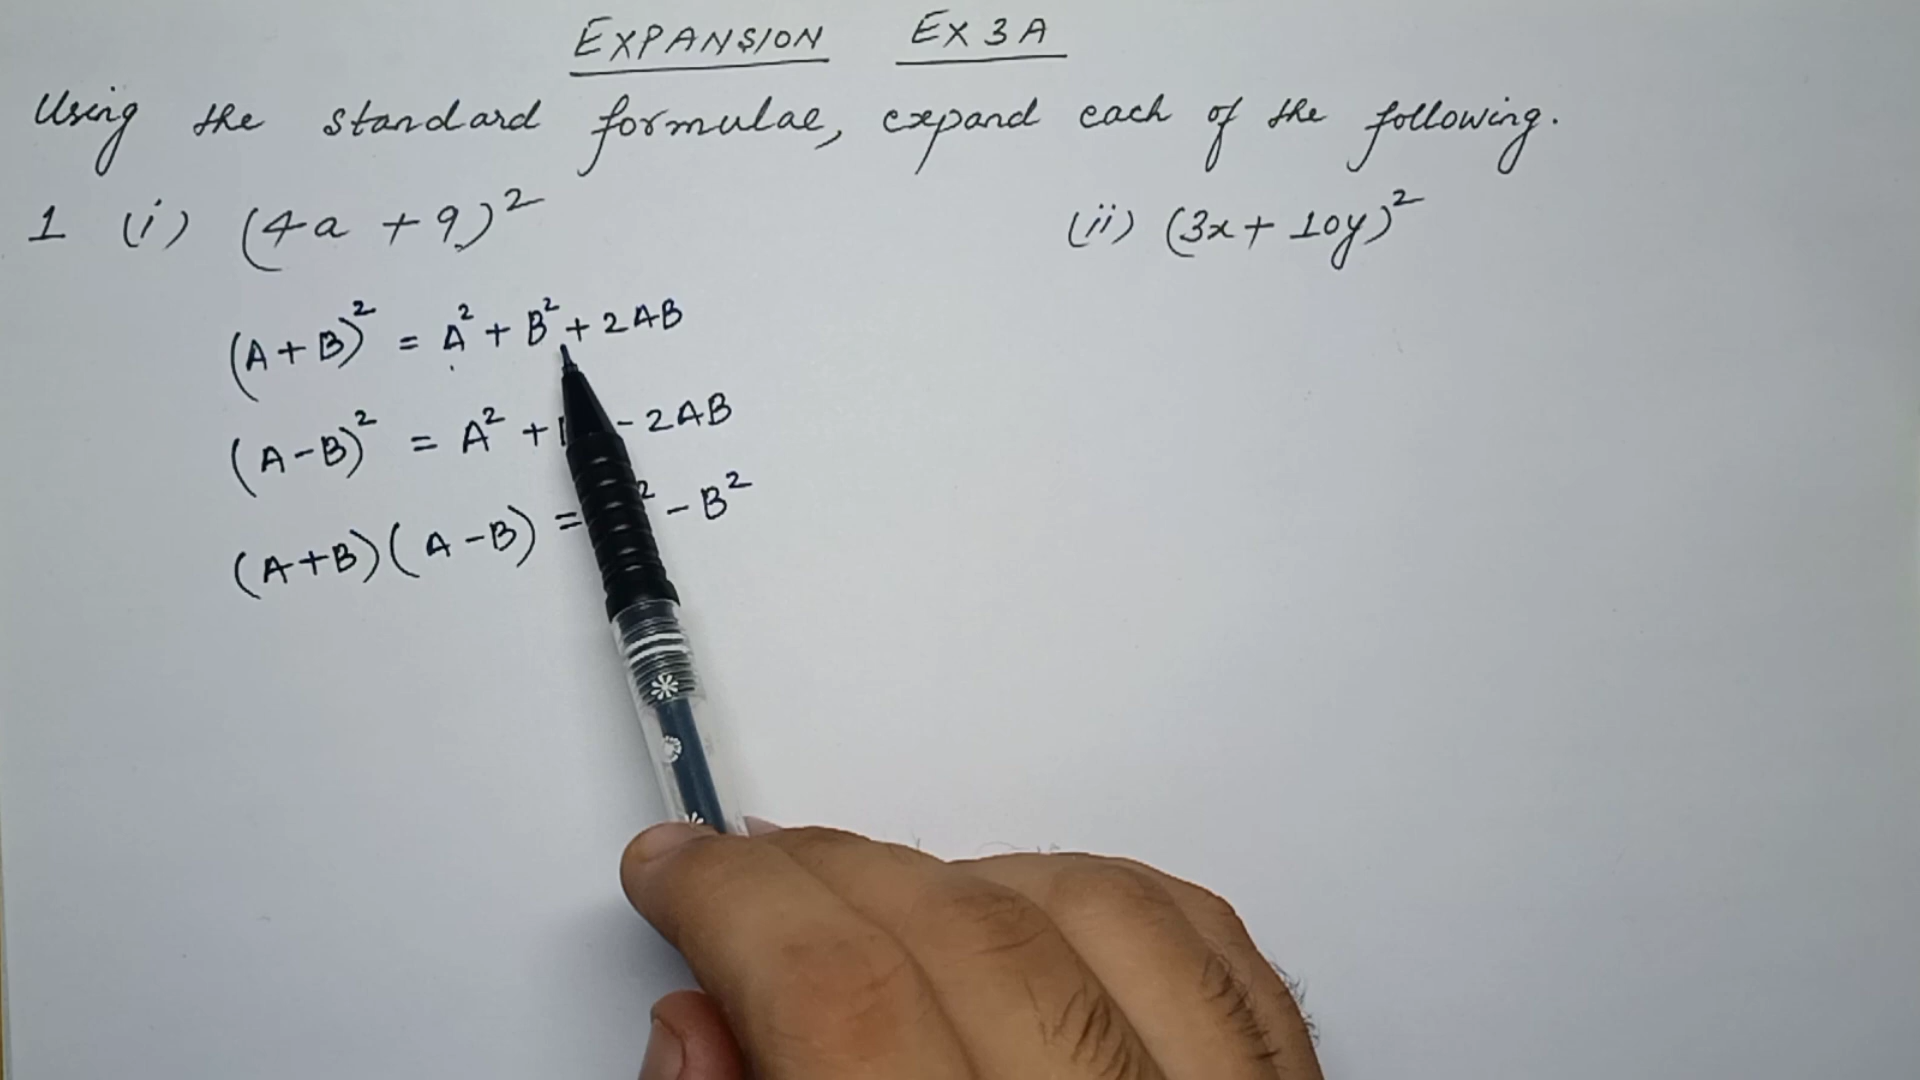 EXPANSION EX 3A
Using the standard formulae, expand each of the following.
1 (i) (4a + 9)² (ii) (3x + 10y)²
(A+B)² = A² + B² + 2AB
(A-B)² = A² + - 2AB
(A+B)(A-B) = ² - B²